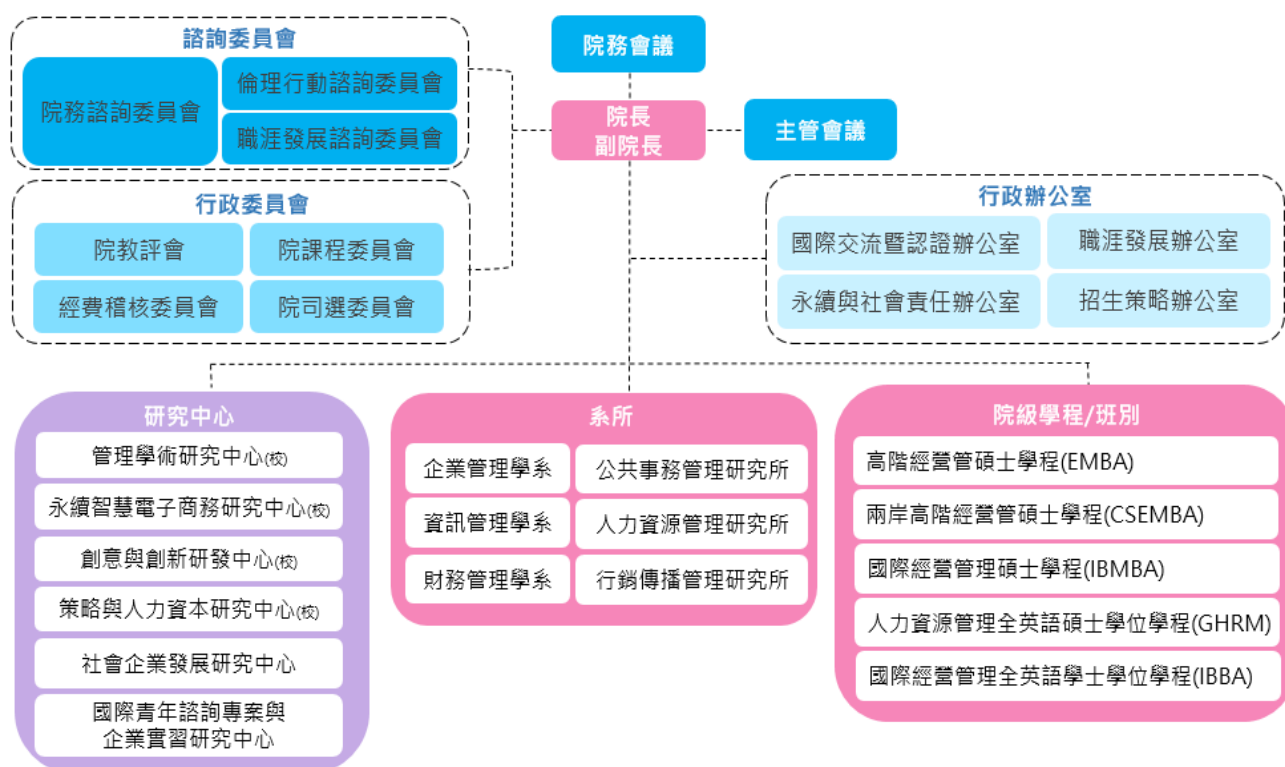 諮詢委員會
院務諮詢委員會
倫理行動諮詢委員會
職涯發展諮詢委員會
院務會議
院長
副院長
主管會議
行政委員會
院教評會
院課程委員會
經費稽核委員會
院司選委員會
行政辦公室
國際交流暨認證辦公室
職涯發展辦公室
永續與社會責任辦公室
招生策略辦公室
研究中心
管理學術研究中心(校)
永續智慧電子商務研究中心(校)
創意與創新研發中心(校)
策略與人力資本研究中心(校)
社會企業發展研究中心
國際青年諮詢專案與
企業實習研究中心
系所
企業管理學系
公共事務管理研究所
資訊管理學系
人力資源管理研究所
財務管理學系
行銷傳播管理研究所
院級學程/班別
高階經營管碩士學程(EMBA)
兩岸高階經營管碩士學程(CSEMBA)
國際經營管理碩士學程(IBMBA)
人力資源管理全英語碩士學位學程(GHRM)
國際經營管理全英語學士學位學程(IBBA)